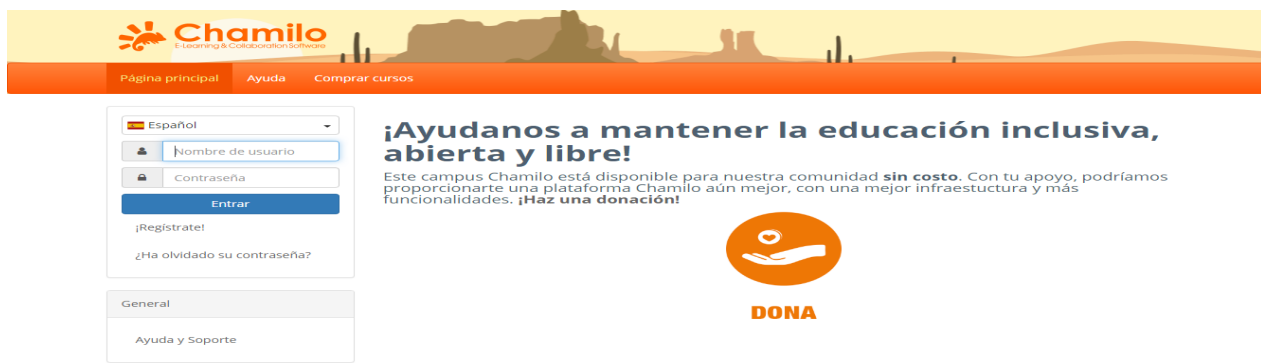 Chamilo
E-Learning & Collaboration Software
Página principal Ayuda Comprar cursos
Español
Nombre de usuario
Contraseña
Entrar
¡Regístrate!
¿Ha olvidado su contraseña?
General
Ayuda y Soporte
¡Ayudanos a mantener la educación inclusiva,
abierta y libre!
Este campus Chamilo está disponible para nuestra comunidad sin costo. Con tu apoyo, podríamos
proporcionarte una plataforma Chamilo aún mejor, con una mejor infraestuctura y más
funcionalidades. ¡Haz una donación!
DONA